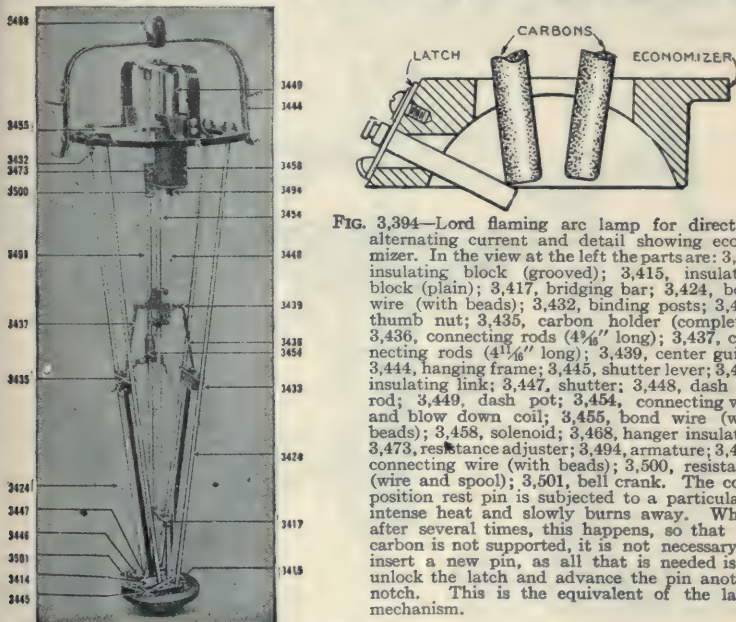 3455
3432
3473
3500
3437
3435
3424
3447
3446
3501
3414
3445
3449
3444
3458
3494
3454
3448
3439
3436
3454
3433
3417
3415
CARBONS
LATCH
ECONOMIZER
FIG. 3,394—Lord flaming arc lamp for direct
alternating current and detail showing eco
mizer. In the view at the left the parts are: 3,
insulating block (grooved); 3,415, insulat
block (plain); 3,417, bridging bar; 3,424, bo
wire (with beads); 3,432, binding posts; 3,4
thumb nut; 3,435, carbon holder (complet
3,436, connecting rods (4⁹⁄₁₆″ long); 3,437, c
necting rods (4¹¹⁄₁₆″ long); 3,439, center gui
3,444, hanging frame; 3,445, shutter lever; 3,4
insulating link; 3,447, shutter; 3,448, dash
rod; 3,449, dash pot; 3,454, connecting w
and blow down coil; 3,455, bond wire (w
beads); 3,458, solenoid; 3,468, hanger insulat
3,473, resistance adjuster; 3,494, armature; 3,4
connecting wire (with beads); 3,500, resista
(wire and spool); 3,501, bell crank. The co
position rest pin is subjected to a particula
intense heat and slowly burns away. Wh
after several times, this happens, so that
carbon is not supported, it is not necessary
insert a new pin, as all that is needed is
unlock the latch and advance the pin anot
notch. This is the equivalent of the la
mechanism.